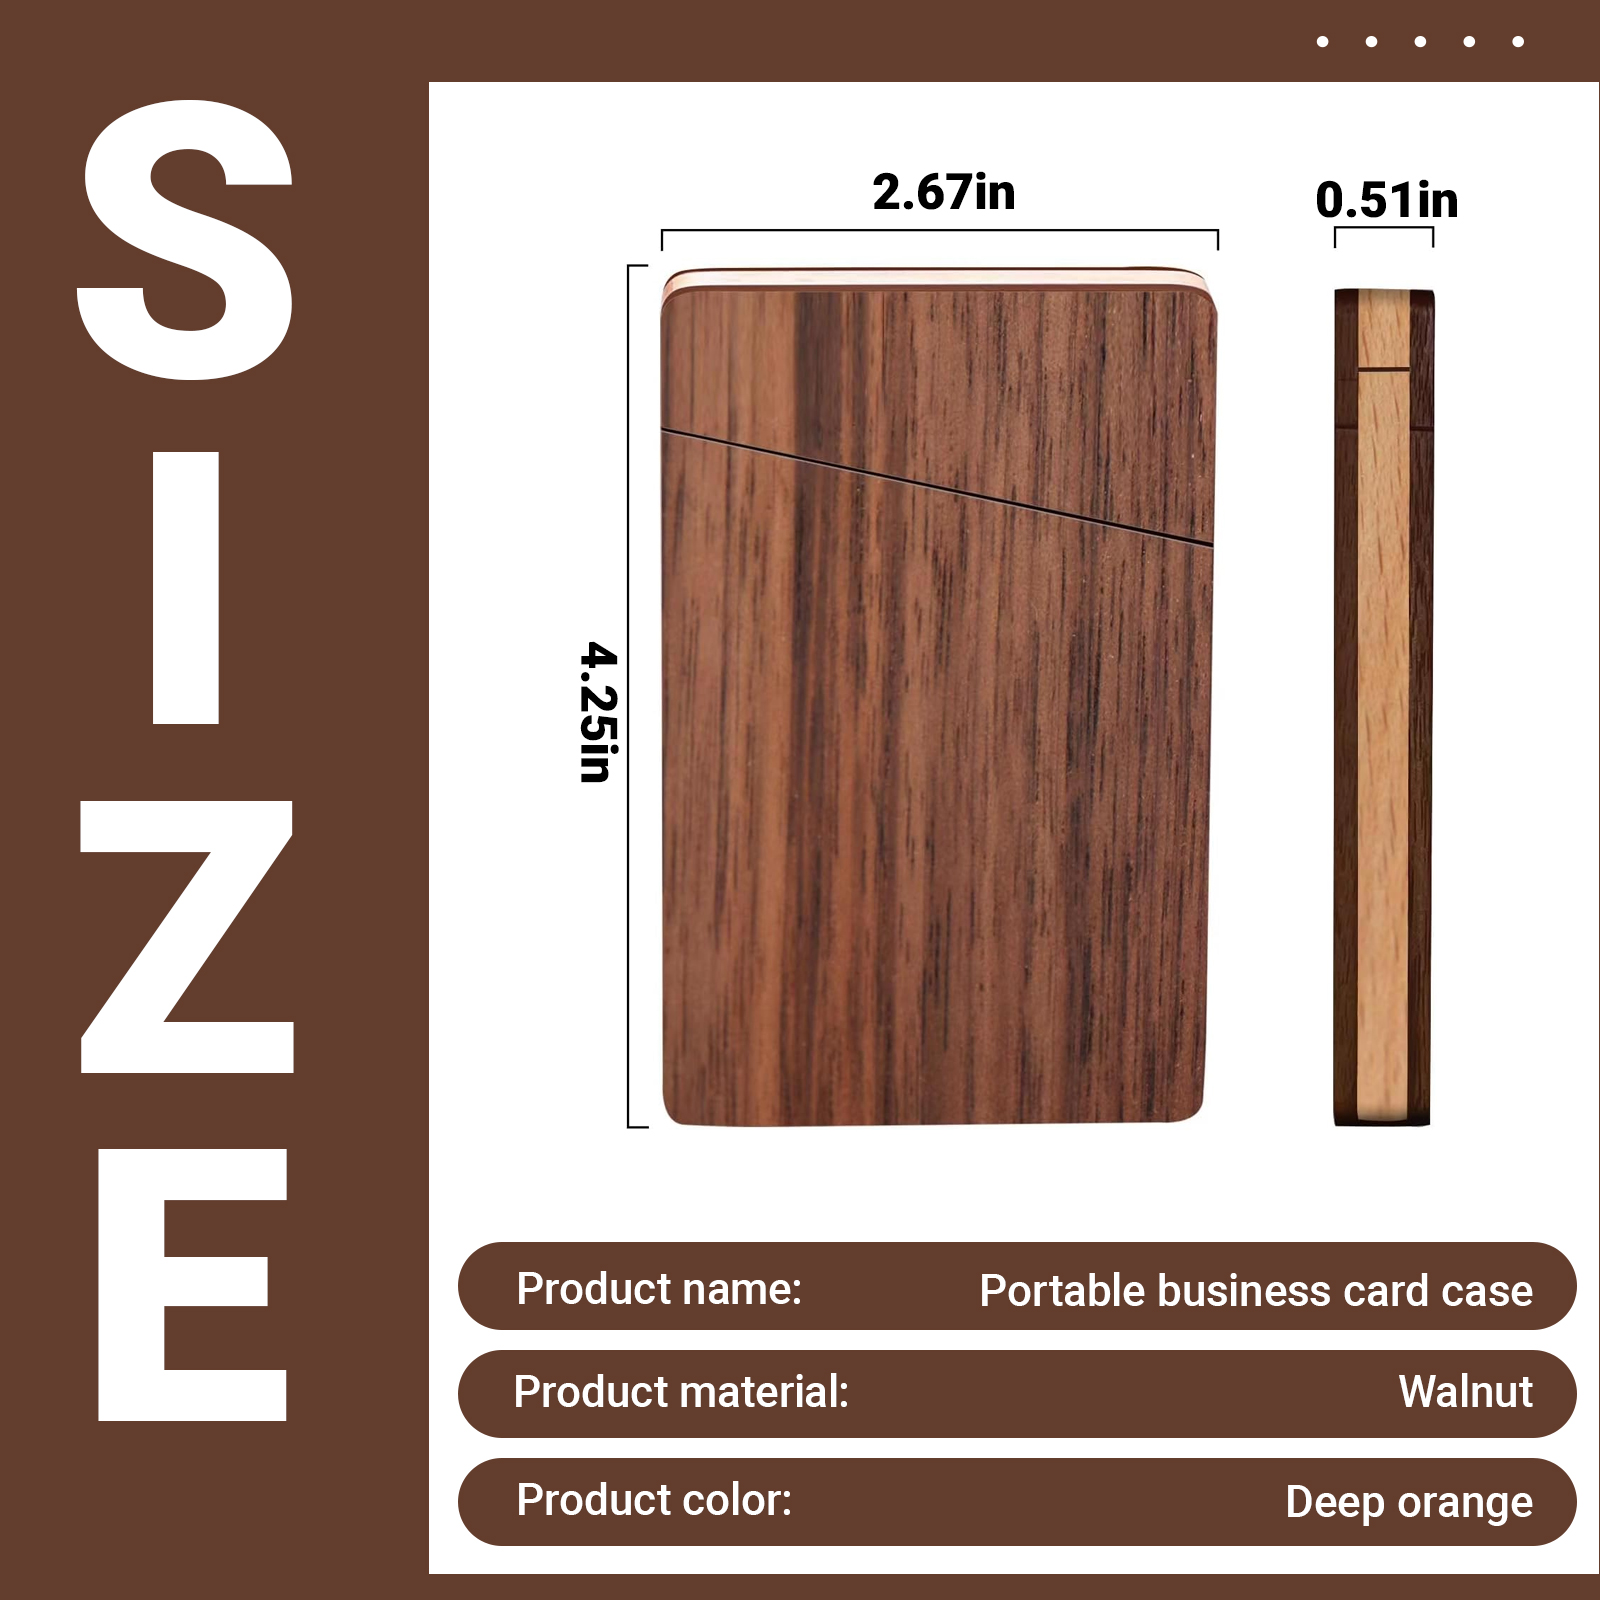 SIZE
2.67in
0.51in
4.25in
Product name: Portable business card case
Product material: Walnut
Product color: Deep orange